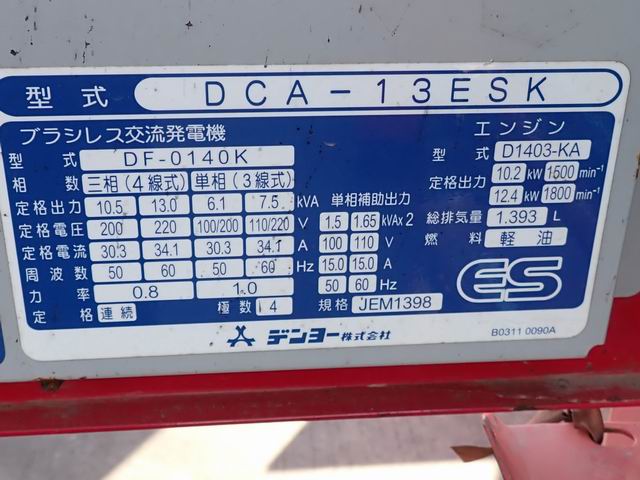 型式 DCA-13ESK
ブラシレス交流発電機
型式 DF-0140K
相数 三相(4線式) 単相(3線式)
定格出力 10.5 13.0 6.1 7.5 kVA
定格電圧 200 220 100/200 110/220 V
定格電流 30.3 34.1 30.3 34.1 A
周波数 50 60 50 60 Hz
力率 0.8 1.0
定格 連続 極数 4
単相補助出力
1.5 1.65 kVAx2
100 110 V
15.0 15.0 A
50 60 Hz
規格 JEM1398
エンジン
型式 D1403-KA
定格出力 10.2 kW 1500 min⁻¹
12.4 kW 1800 min⁻¹
総排気量 1.393 L
燃料 軽油
ES
デンヨー株式会社
B0311 0090A